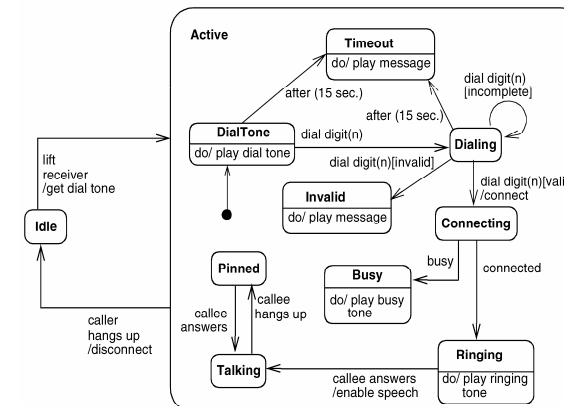 Active
Timeout
do/ play message
dial digit(n)
[incomplete]
after (15 sec.)
after (15 sec.)
DialTone
do/ play dial tone
dial digit(n)
Dialing
lift
receiver
/get dial tone
dial digit(n)[invalid]
Invalid
do/ play message
dial digit(n)[vali
/connect
Idle
Connecting
Pinned
busy
connected
Busy
do/ play busy
tone
callee
answers
callee
hangs up
caller
hangs up
/disconnect
Talking
Ringing
do/ play ringing
tone
callee answers
/enable speech